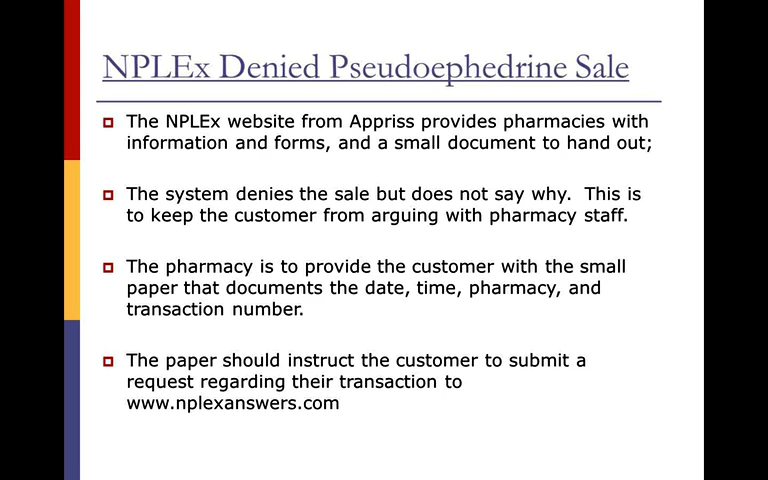 NPLEx Denied Pseudoephedrine Sale
The NPLEx website from Appriss provides pharmacies with
information and forms, and a small document to hand out;
The system denies the sale but does not say why.  This is
to keep the customer from arguing with pharmacy staff.
The pharmacy is to provide the customer with the small
paper that documents the date, time, pharmacy, and
transaction number.
The paper should instruct the customer to submit a
request regarding their transaction to
www.nplexanswers.com